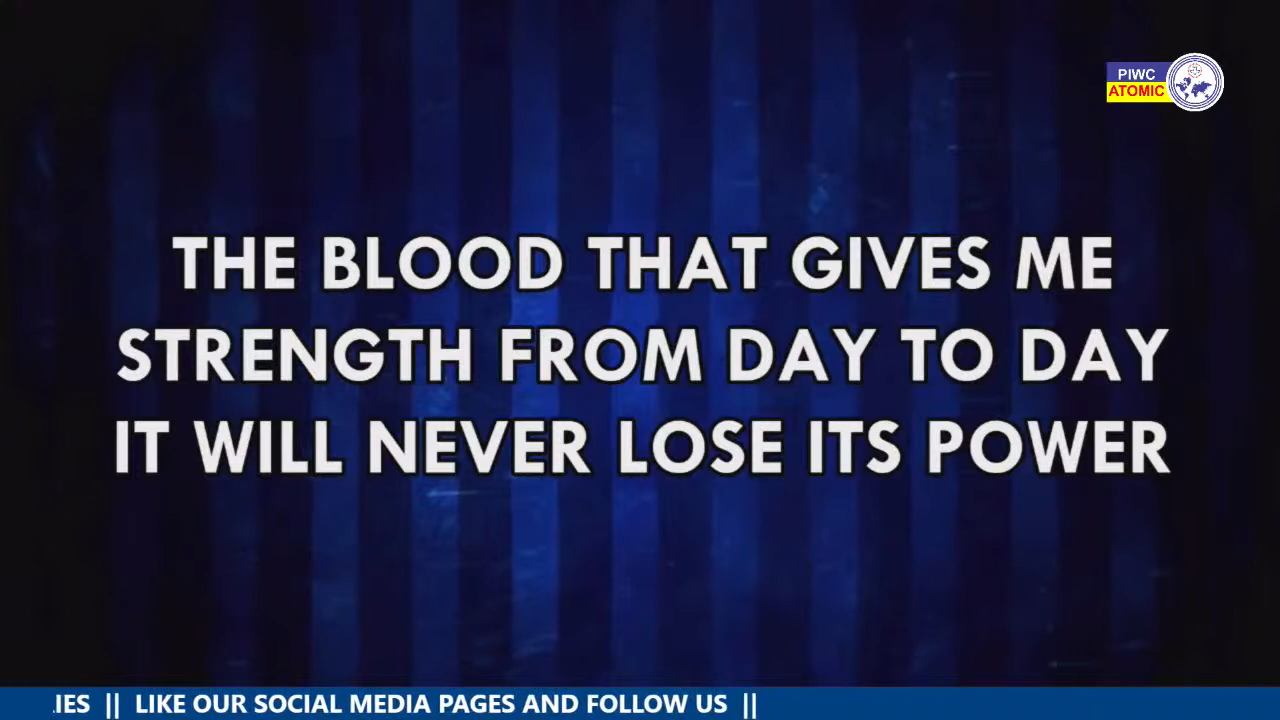 PIWC
ATOMIC
THE BLOOD THAT GIVES ME
STRENGTH FROM DAY TO DAY
IT WILL NEVER LOSE ITS POWER
IES || LIKE OUR SOCIAL MEDIA PAGES AND FOLLOW US ||